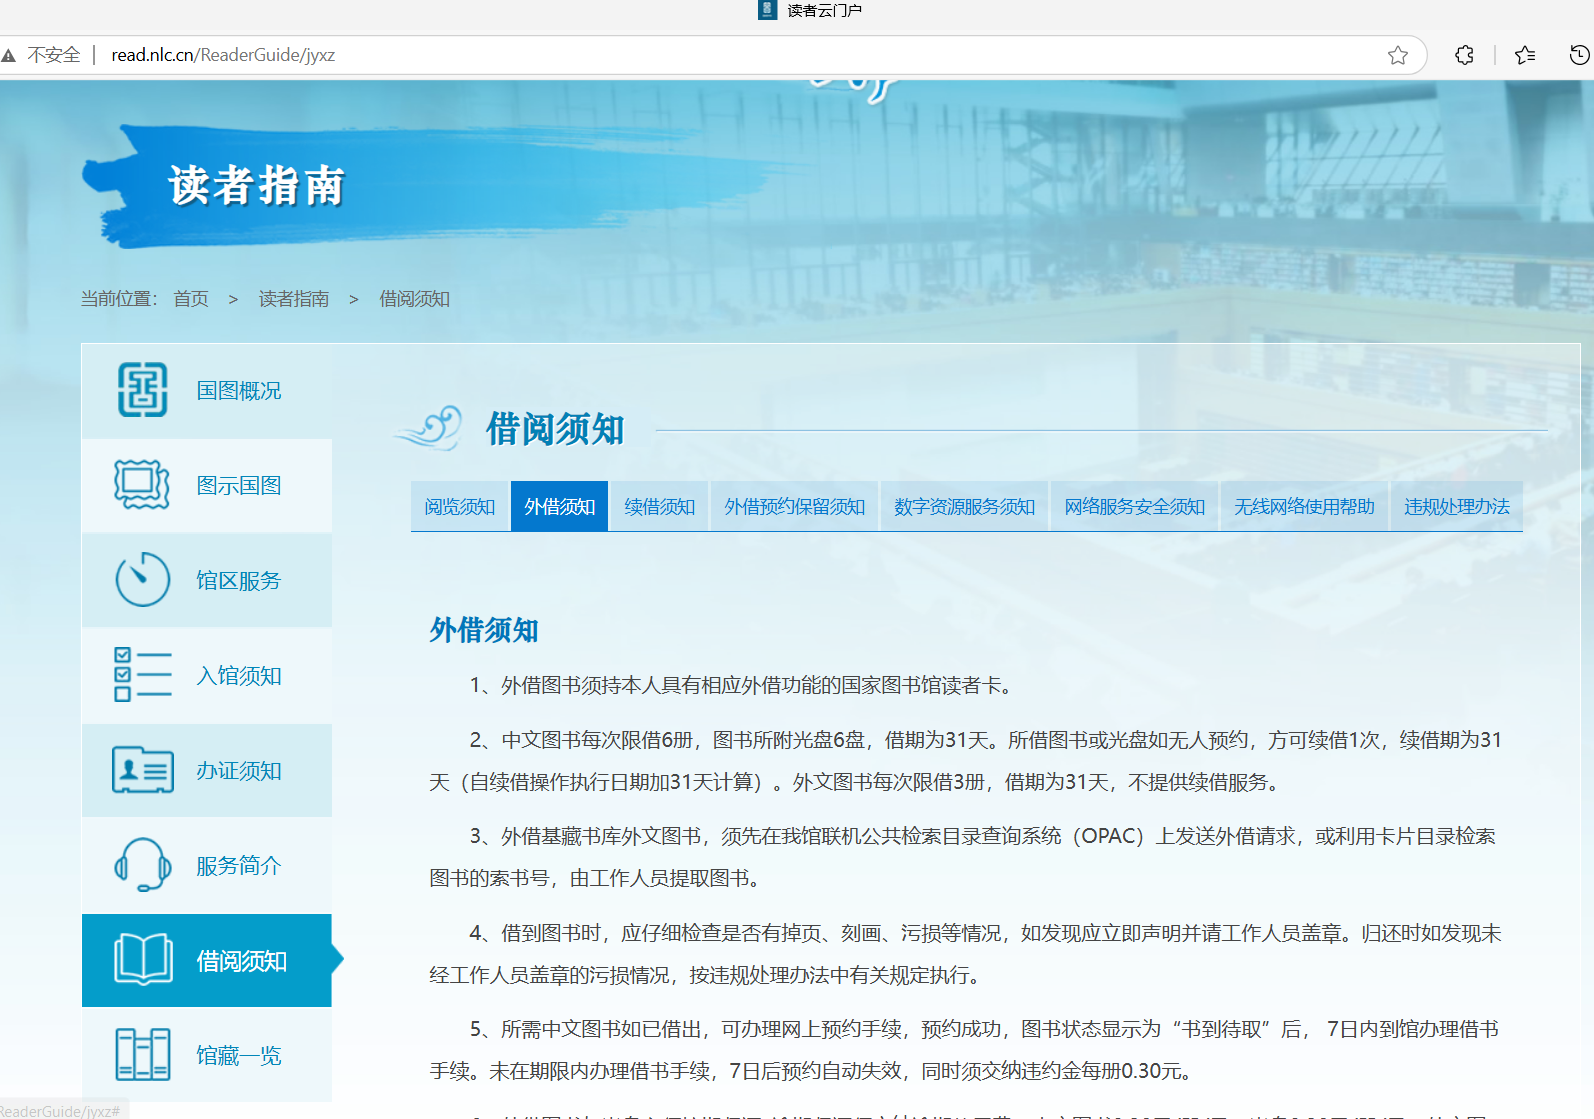 读者云门户
不安全 | read.nlc.cn/ReaderGuide/jyxz
读者指南
当前位置： 首页 > 读者指南 > 借阅须知
国图概况
图示国图
馆区服务
入馆须知
办证须知
服务简介
借阅须知
馆藏一览
借阅须知
阅览须知 外借须知 续借须知 外借预约保留须知 数字资源服务须知 网络服务安全须知 无线网络使用帮助 违规处理办法
外借须知
1、外借图书须持本人具有相应外借功能的国家图书馆读者卡。
2、中文图书每次限借6册，图书所附光盘6盘，借期为31天。所借图书或光盘如无人预约，方可续借1次，续借期为31
天（自续借操作执行日期加31天计算）。外文图书每次限借3册，借期为31天，不提供续借服务。
3、外借基藏书库外文图书，须先在我馆联机公共检索目录查询系统（OPAC）上发送外借请求，或利用卡片目录检索
图书的索书号，由工作人员提取图书。
4、借到图书时，应仔细检查是否有掉页、刻画、污损等情况，如发现应立即声明并请工作人员盖章。归还时如发现未
经工作人员盖章的污损情况，按违规处理办法中有关规定执行。
5、所需中文图书如已借出，可办理网上预约手续，预约成功，图书状态显示为“书到待取”后， 7日内到馆办理借书
手续。未在期限内办理借书手续，7日后预约自动失效，同时须交纳违约金每册0.30元。
ReaderGuide/jyxz#